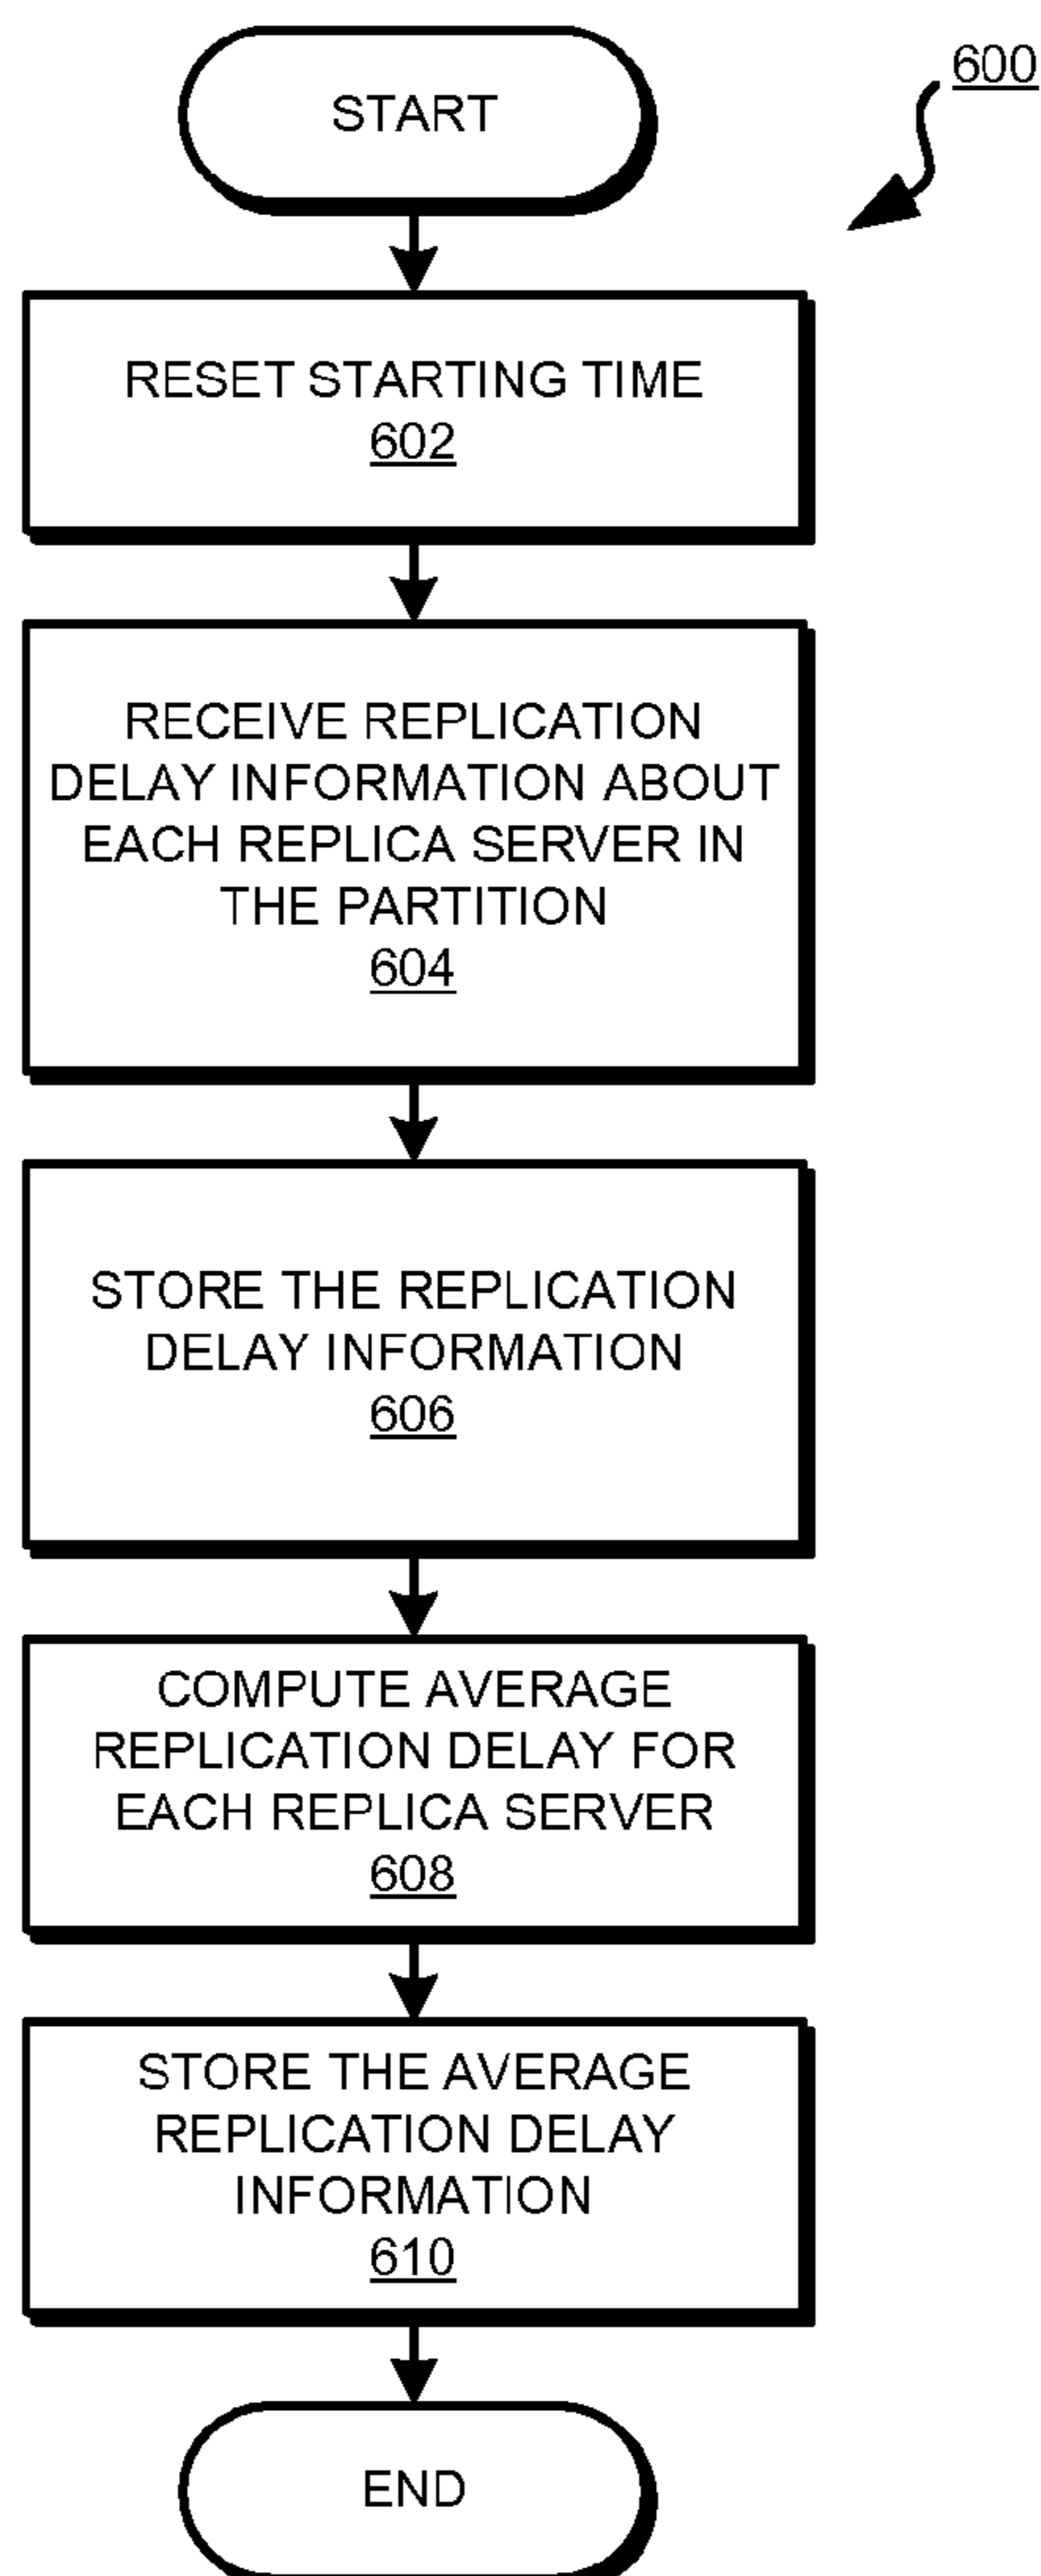 START
600
RESET STARTING TIME
602
RECEIVE REPLICATION
DELAY INFORMATION ABOUT
EACH REPLICA SERVER IN
THE PARTITION
604
STORE THE REPLICATION
DELAY INFORMATION
606
COMPUTE AVERAGE
REPLICATION DELAY FOR
EACH REPLICA SERVER
608
STORE THE AVERAGE
REPLICATION DELAY
INFORMATION
610
END